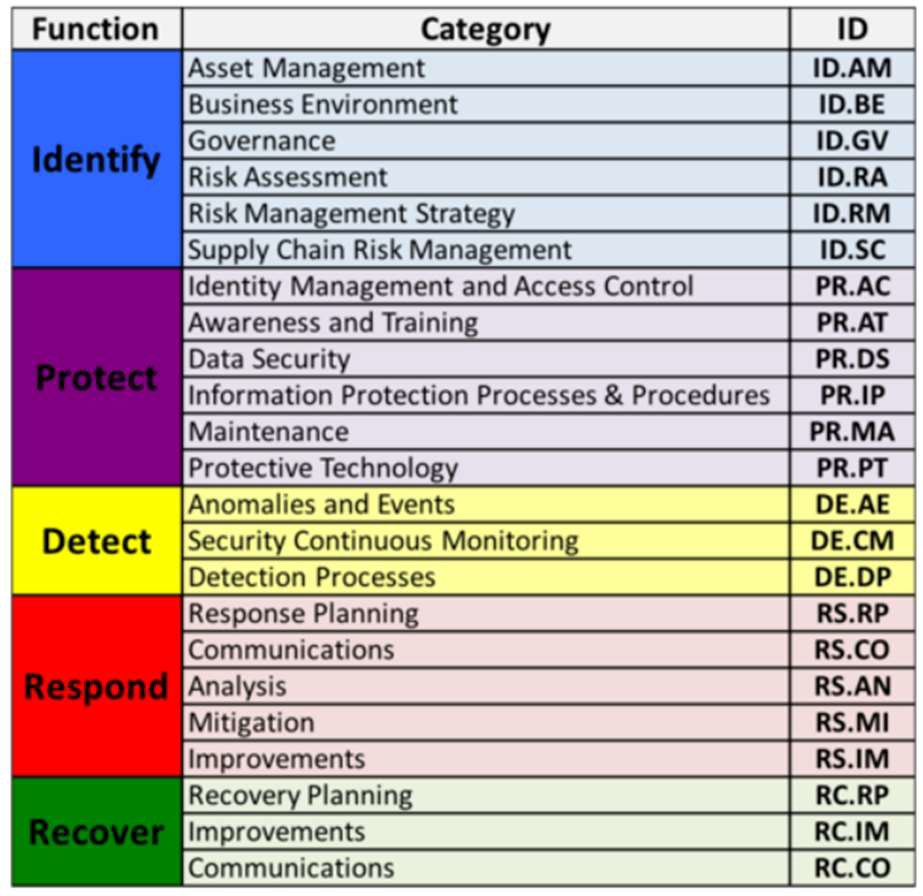 Function Category ID
Identify
Asset Management ID.AM
Business Environment ID.BE
Governance ID.GV
Risk Assessment ID.RA
Risk Management Strategy ID.RM
Supply Chain Risk Management ID.SC
Protect
Identity Management and Access Control PR.AC
Awareness and Training PR.AT
Data Security PR.DS
Information Protection Processes & Procedures PR.IP
Maintenance PR.MA
Protective Technology PR.PT
Detect
Anomalies and Events DE.AE
Security Continuous Monitoring DE.CM
Detection Processes DE.DP
Respond
Response Planning RS.RP
Communications RS.CO
Analysis RS.AN
Mitigation RS.MI
Improvements RS.IM
Recover
Recovery Planning RC.RP
Improvements RC.IM
Communications RC.CO